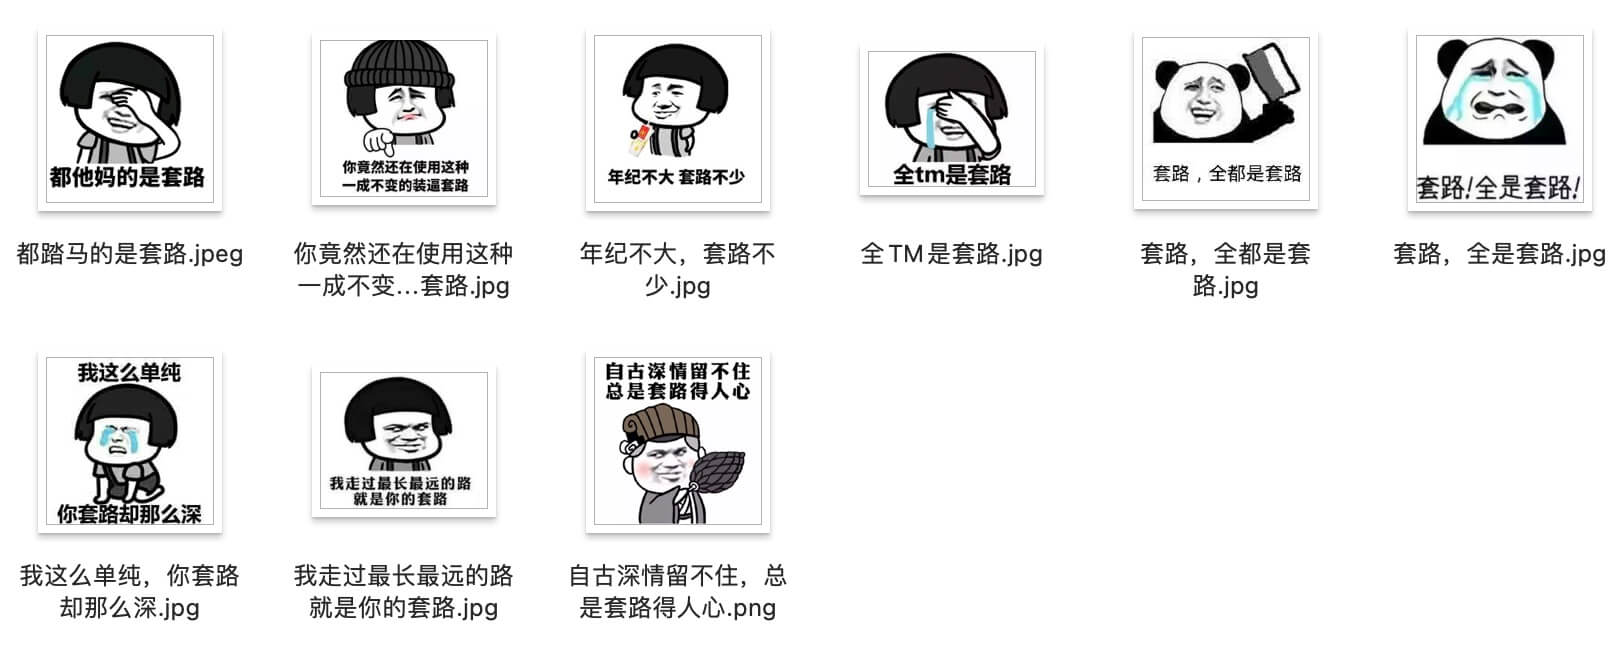 都他妈的是套路
你竟然还在使用这种
一成不变的装逼套路
年纪不大 套路不少
全tm是套路
套路，全都是套路
套路!全是套路!
都踏马的是套路.jpeg
你竟然还在使用这种
一成不变...套路.jpg
年纪不大，套路不
少.jpg
全TM是套路.jpg
套路，全都是套
路.jpg
套路，全是套路.jpg
我这么单纯
你套路却那么深
我走过最长最远的路
就是你的套路
自古深情留不住
总是套路得人心
我这么单纯，你套路
却那么深.jpg
我走过最长最远的路
就是你的套路.jpg
自古深情留不住，总
是套路得人心.png